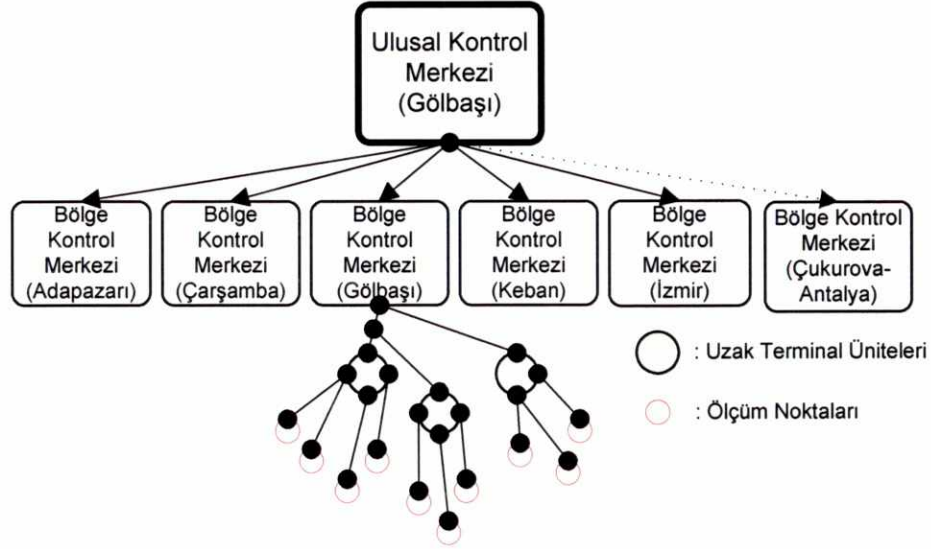 Ulusal Kontrol
Merkezi
(Gölbaşı)
Bölge
Kontrol
Merkezi
(Adapazarı)
Bölge
Kontrol
Merkezi
(Çarşamba)
Bölge
Kontrol
Merkezi
(Gölbaşı)
Bölge
Kontrol
Merkezi
(Keban)
Bölge
Kontrol
Merkezi
(İzmir)
Bölge Kontrol
Merkezi
(Çukurova-
Antalya)
: Uzak Terminal Üniteleri
: Ölçüm Noktaları